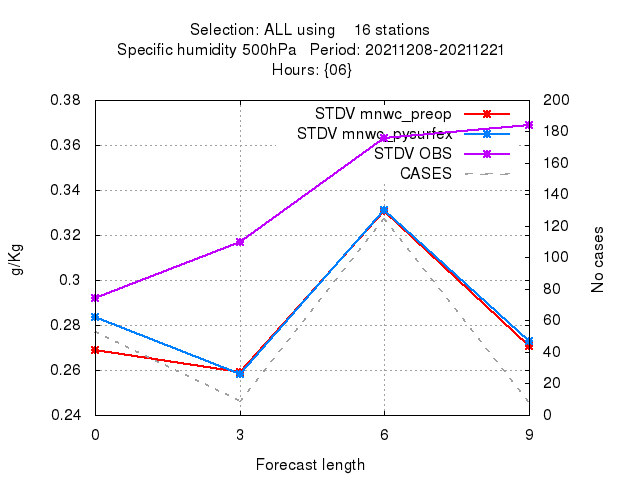 Selection: ALL using 16 stations
Specific humidity 500hPa Period: 20211208-20211221
Hours: {06}
0.38
0.36
0.34
0.32
0.3
0.28
0.26
0.24
g/Kg
STDV mnwc_preop
STDV mnwc_pysurfex
STDV OBS
CASES
200
180
160
140
120
100
80
60
40
20
0
No cases
0 3 6 9
Forecast length